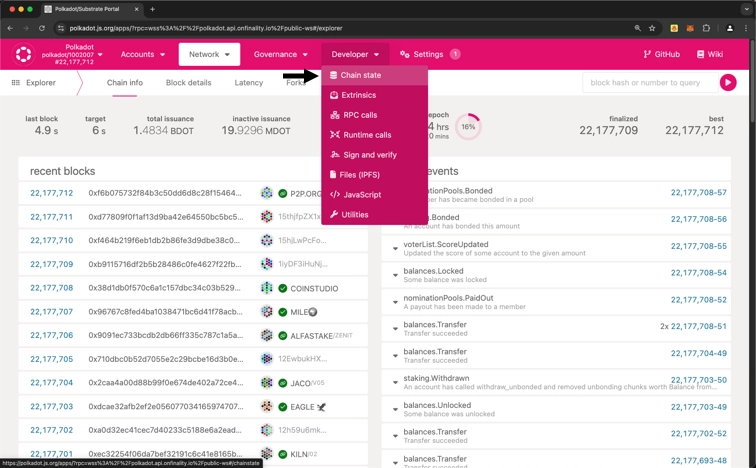 Polkadot/Substrate Portal
polkadot.js.org/apps/?rpc=wss%3A%2F%2Fpolkadot.api.onfinality.io%2Fpublic-ws#/explorer
Polkadot
polkadot/1002007
#22,177,712
Accounts
Network
Governance
Developer
Settings
1
GitHub
Wiki
Explorer
Chain info
Block details
Latency
Forks
block hash or number to query
Chain state
Extrinsics
RPC calls
Runtime calls
Sign and verify
Files (IPFS)
JavaScript
Utilities
last block
4.9 s
target
6 s
total issuance
1.4834 BDOT
inactive issuance
19.9296 MDOT
epoch
4 hrs
20 mins
16%
finalized
22,177,709
best
22,177,712
recent blocks
22,177,712 0xf6b075732f84b3c50dd6d8c28f15464... P2P.ORG
22,177,711 0xd77809f0f1af13d9ba42e64550bc5bc5... 15thjfpZX1x
22,177,710 0xf464b219f6eb1db2b86fe3d9dbe38c0... 15hjLwPcFo...
22,177,709 0xb9115716df2b5b28486c0fe4627f22fb... 1iyDF3iHuNj...
22,177,708 0x38d1db0f570c6a1c157dbc34c03b529... COINSTUDIO
22,177,707 0x96767c8fed4ba1038471bc6d41f78acb... MILE
22,177,706 0x9091ec733bcdb2db66ff335c787c1a5a... ALFASTAKE/ZENIT
22,177,705 0x710dbc0b52d7055e2c29bcbe16d3b0e... 12EwbukHX...
22,177,704 0x2caa4a00d88b99f0e674de402a72ce4... JACO/V05
22,177,703 0xdcae32afb2ef2e056077034165974707... EAGLE
22,177,702 0xa0d32ec41cec7d40233c5188e6a2ead... 12h59u6mk...
22,177,701 0xec32254f06da7bef32191c6c41e8165b... KILN/02
events
nationPools.Bonded 22,177,708-57
ber has became bonded in a pool
.Bonded 22,177,708-56
An account has bonded this amount
voterList.ScoreUpdated 22,177,708-55
Updated the score of some account to the given amount
balances.Locked 22,177,708-54
Some balance was locked
nominationPools.PaidOut 22,177,708-52
A payout has been made to a member
balances.Transfer 2x 22,177,708-51
Transfer succeeded
balances.Transfer 22,177,704-49
Transfer succeeded
staking.Withdrawn 22,177,703-50
An account has called withdraw_unbonded and removed unbonding chunks worth Balance from...
balances.Unlocked 22,177,703-49
Some balance was unlocked
balances.Transfer 22,177,702-52
Transfer succeeded
balances.Transfer 22,177,693-48
Transfer succeeded
https://polkadot.js.org/apps/?rpc=wss%3A%2F%2Fpolkadot.api.onfinality.io%2Fpublic-ws#/chainstate